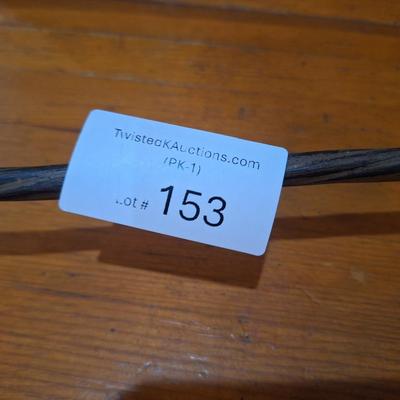 TwistedKAuctions.com
(PK-1)
Lot # 153